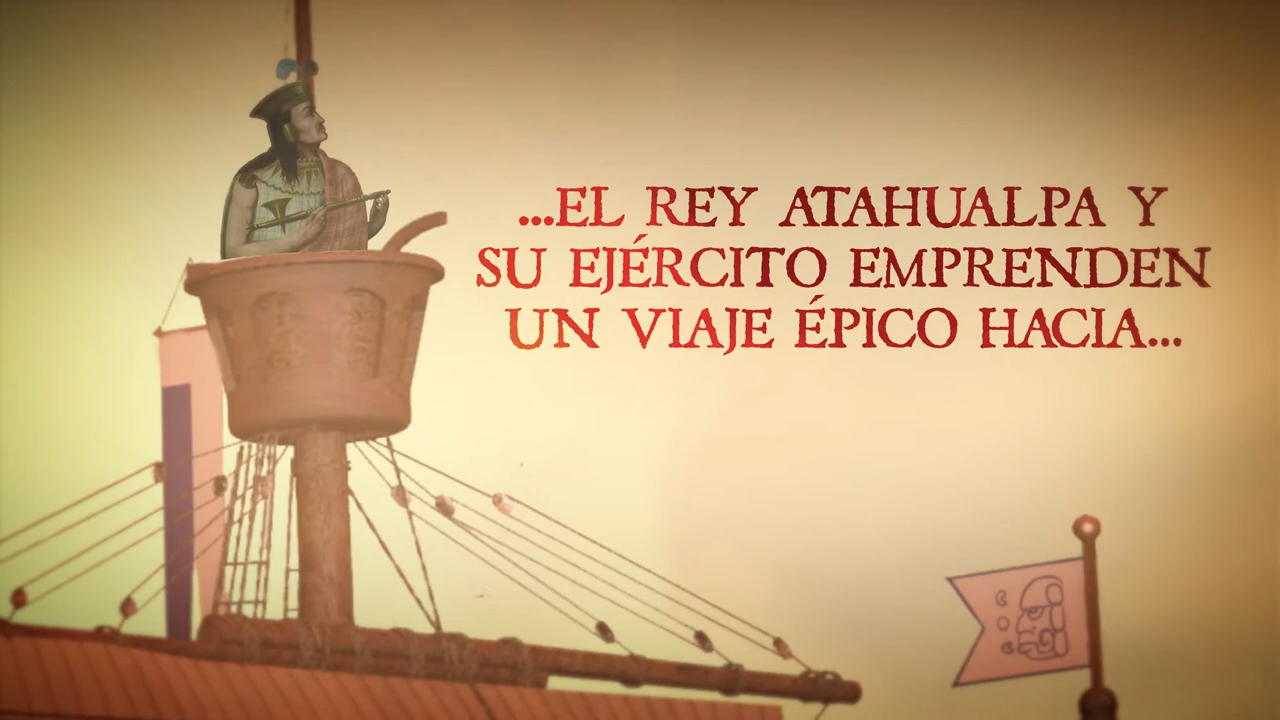 ...EL REY ATAHUALPA Y
SU EJÉRCITO EMPRENDEN
UN VIAJE ÉPICO HACIA...